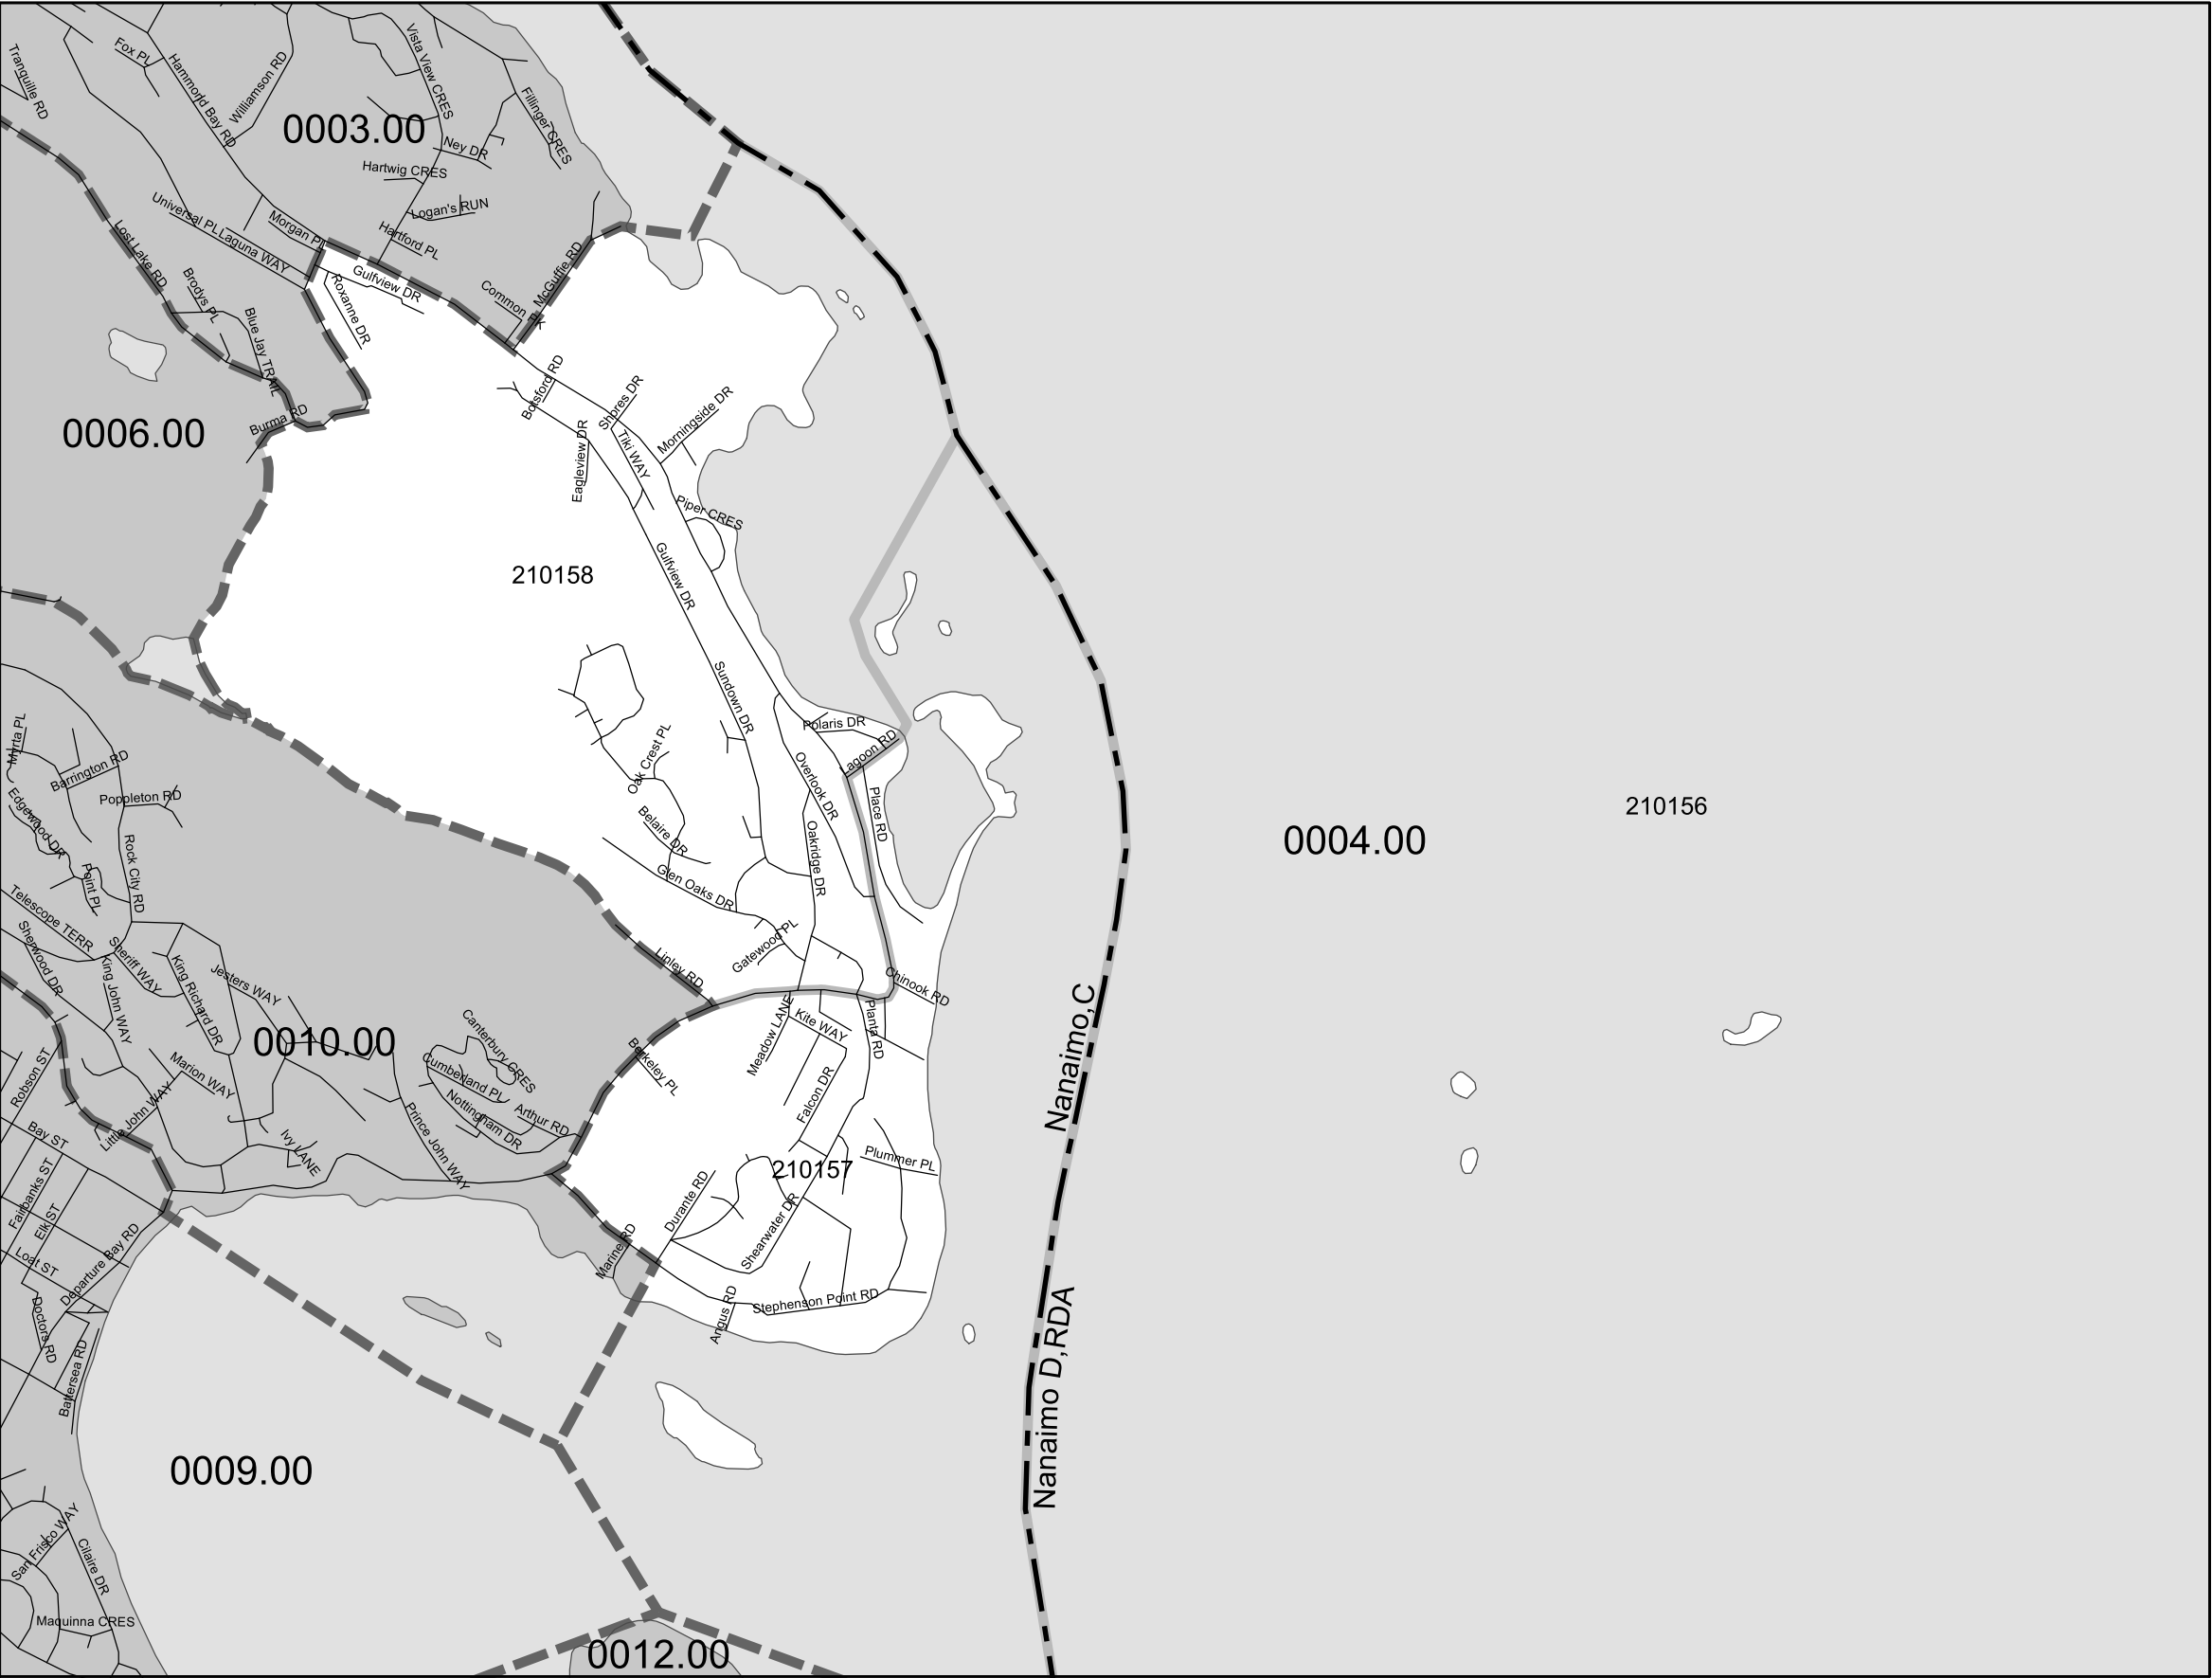 Tranquille RD
Fox PL
Hammond Bay RD
Williamson RD
Vista View CRES
Fillinger CRES
0003.00
Ney DR
Hartwig CRES
Logan's RUN
Hartford PL
Universal PL
Laguna WAY
Morgan PL
Lost Lake RD
Brodys PL
Blue Jay TRAIL
Gulfview DR
Roxanne DR
Common PK
McGuffie RD
0006.00
Burma RD
Botsford RD
Shores DR
Morningside DR
Eagleview DR
Tiki WAY
Piper CRES
210158
Gulfview DR
Sundown DR
Polaris DR
Lagoon RD
Oak Crest PL
Overlook DR
Place RD
Belaire DR
Oakridge DR
Glen Oaks DR
Gatewood PL
Linley RD
Chinook RD
210156
0004.00
Myrta PL
Barrington RD
Poppleton RD
Edgewood DR
Point PL
Rock City RD
Telescope TERR
Sherwood DR
Sheriff WAY
King John WAY
King Richard DR
Jesters WAY
0010.00
Robson ST
Marion WAY
Little John WAY
Bay ST
Ivy LANE
Canterbury CRES
Cumberland PL
Nottingham DR
Arthur RD
Prince John WAY
Berkeley PL
Meadow LANE
Kite WAY
Planta RD
Falcon DR
Nanaimo,C
Plummer PL
210157
Durante RD
Shearwater DR
Marine RD
Fairbanks ST
Elk ST
Loat ST
Departure Bay RD
Doctors RD
Battersea RD
Angus RD
Stephenson Point RD
Nanaimo D,RDA
0009.00
San Frisco WAY
Cilaire DR
Maquinna CRES
0012.00